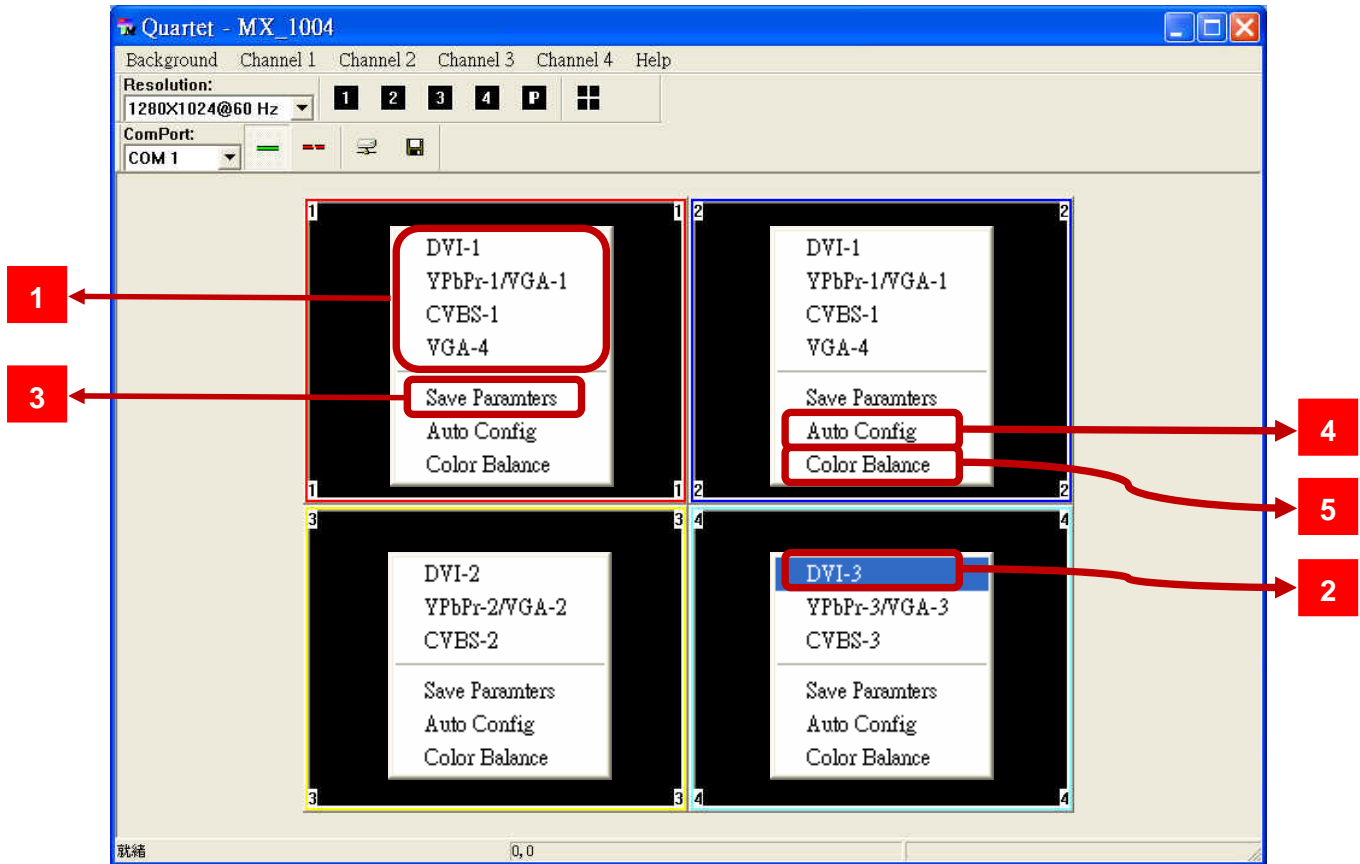 Quartet - MX_1004
Background Channel 1 Channel 2 Channel 3 Channel 4 Help
Resolution:
1280X1024@60 Hz
1 2 3 4 P
ComPort:
COM 1
1 1 2 2
DVI-1
YPbPr-1/VGA-1
CVBS-1
VGA-4
Save Paramters
Auto Config
Color Balance
DVI-1
YPbPr-1/VGA-1
CVBS-1
VGA-4
Save Paramters
Auto Config
Color Balance
1 1 2 2
3 3 4 4
DVI-2
YPbPr-2/VGA-2
CVBS-2
Save Paramters
Auto Config
Color Balance
DVI-3
YPbPr-3/VGA-3
CVBS-3
Save Paramters
Auto Config
Color Balance
3 3 4 4
1
3
4
5
2
就緒
0, 0